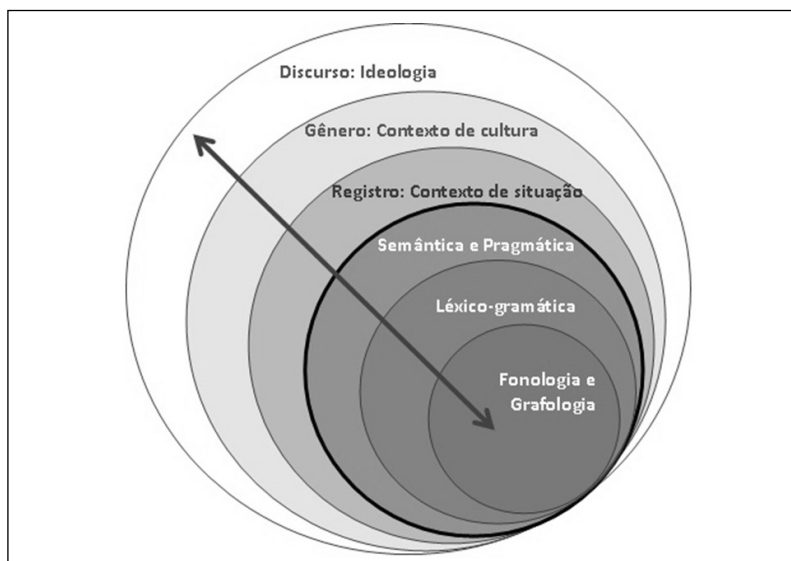 Discurso: Ideologia
Gênero: Contexto de cultura
Registro: Contexto de situação
Semântica e Pragmática
Léxico-gramática
Fonologia e
Grafologia